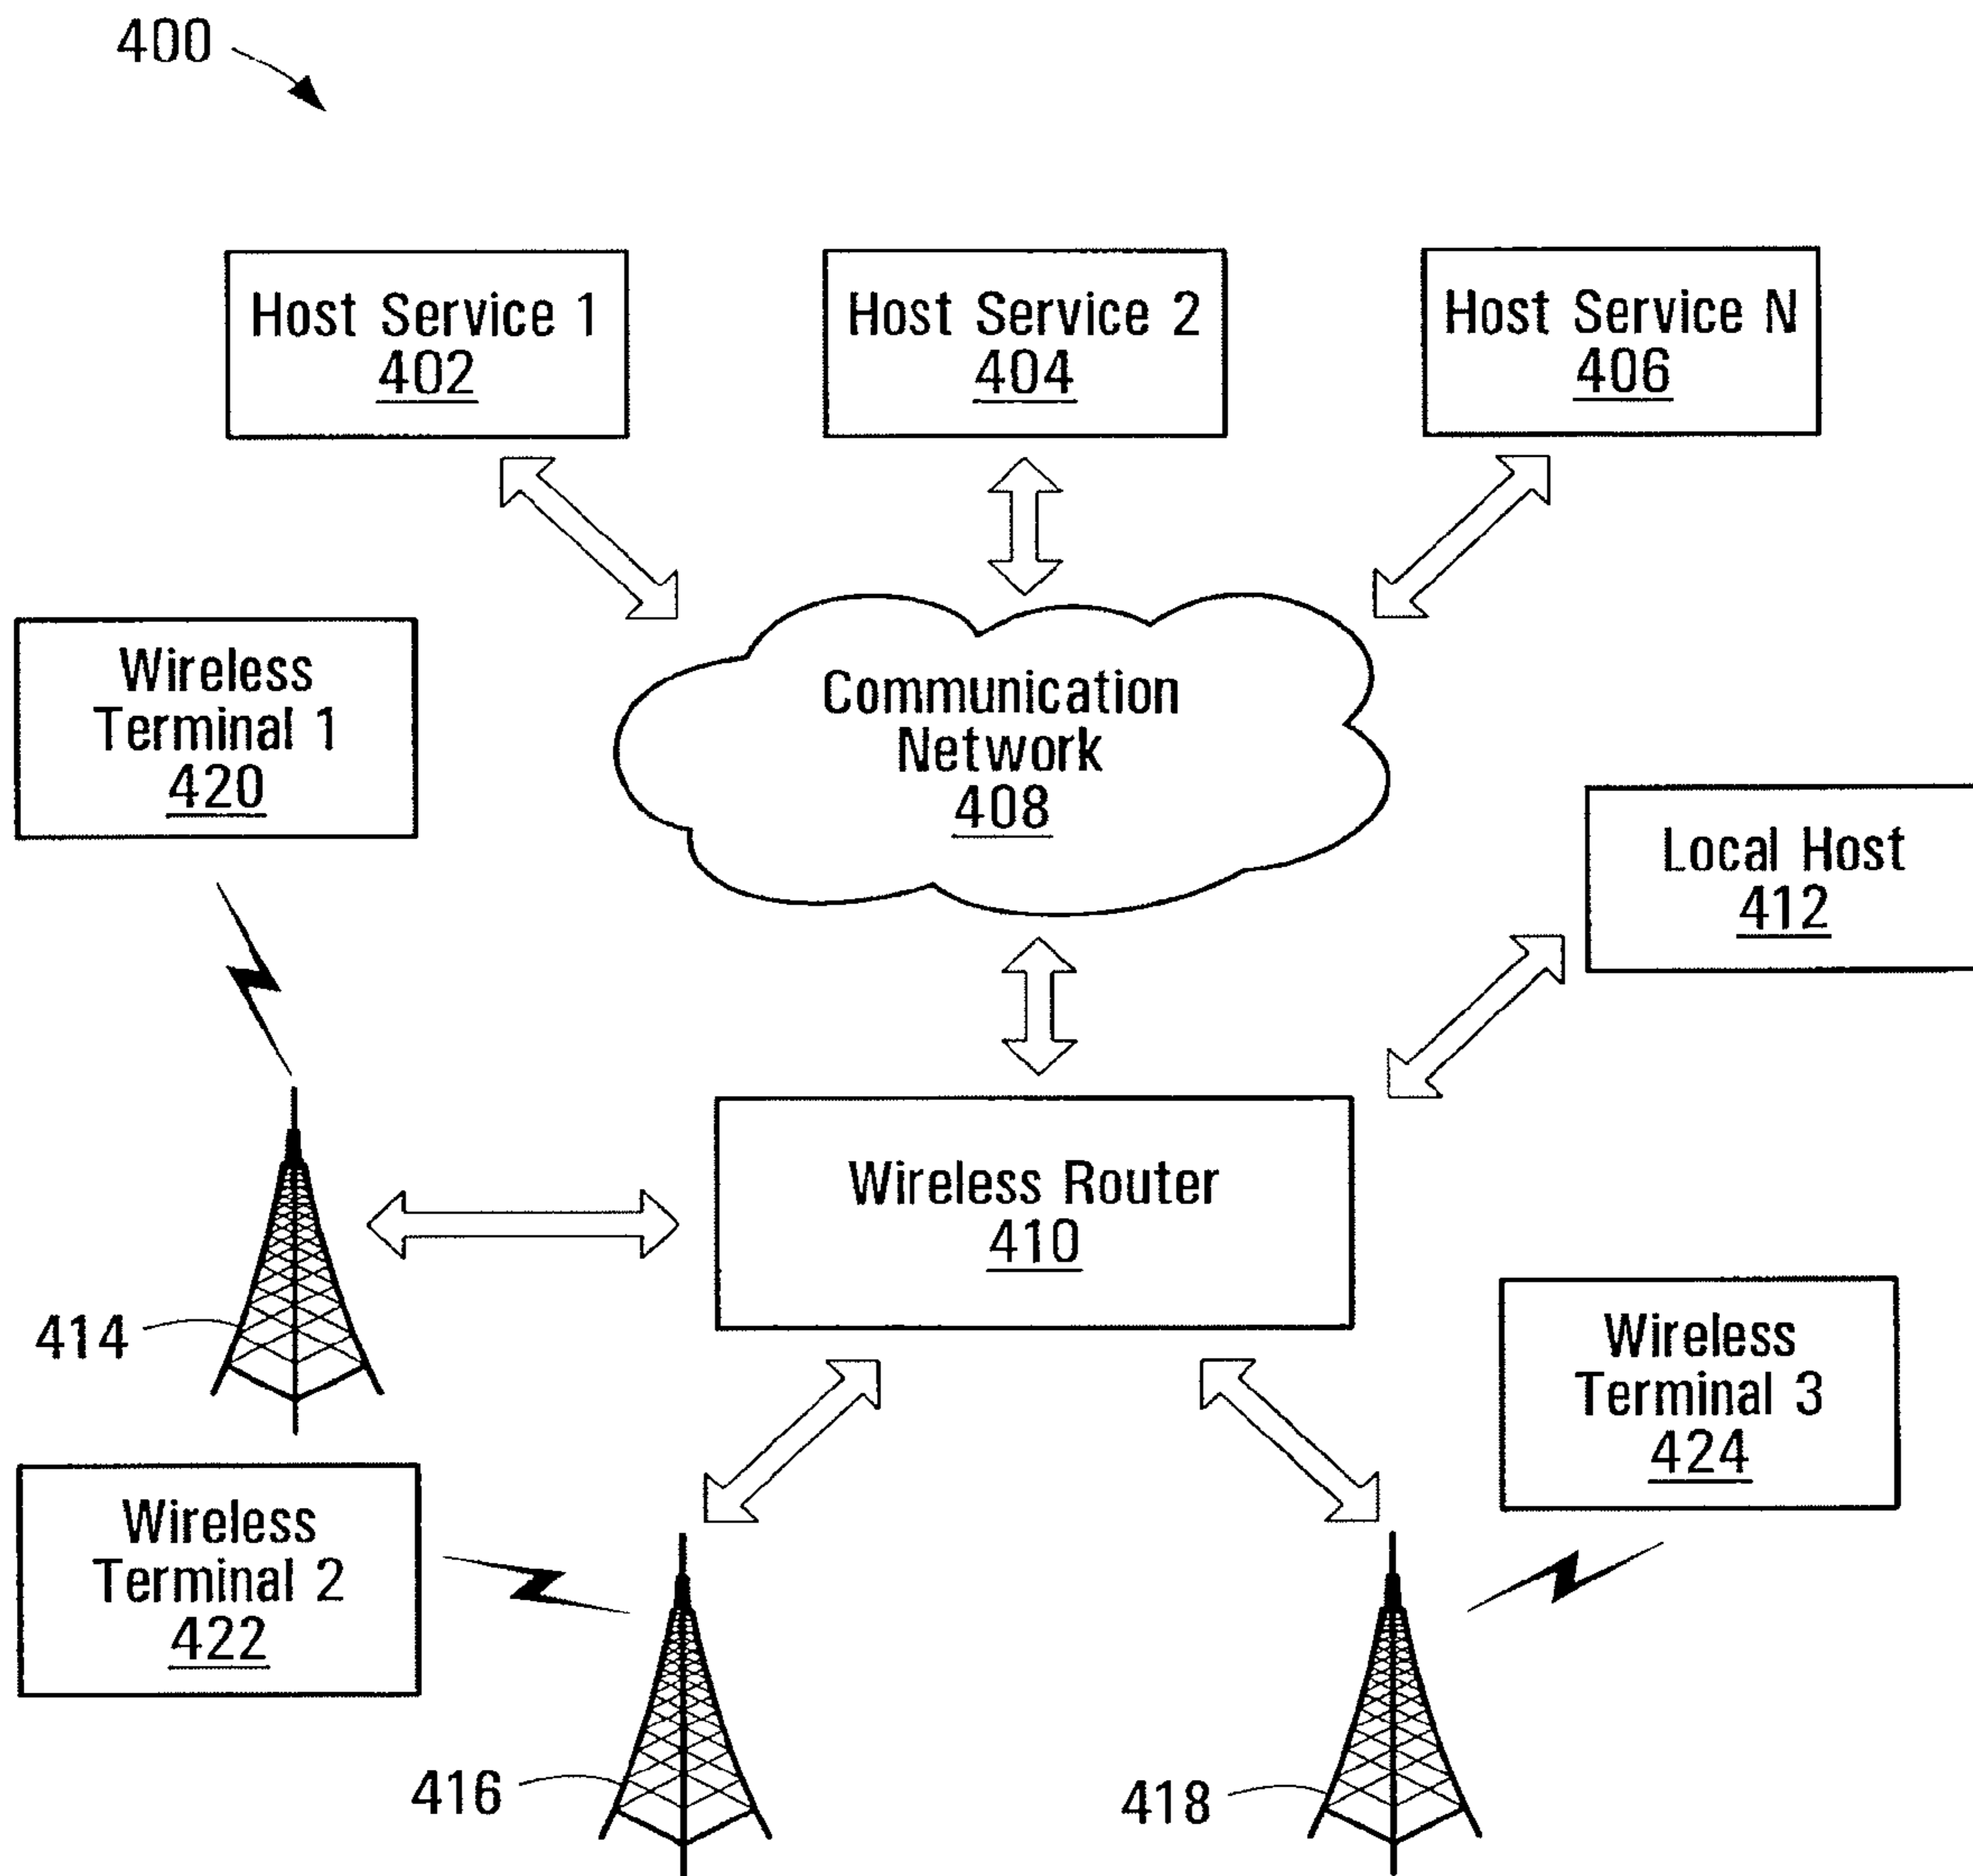 400
Host Service 1
402
Host Service 2
404
Host Service N
406
Wireless
Terminal 1
420
Communication
Network
408
Local Host
412
Wireless Router
410
414
Wireless
Terminal 3
424
Wireless
Terminal 2
422
416
418